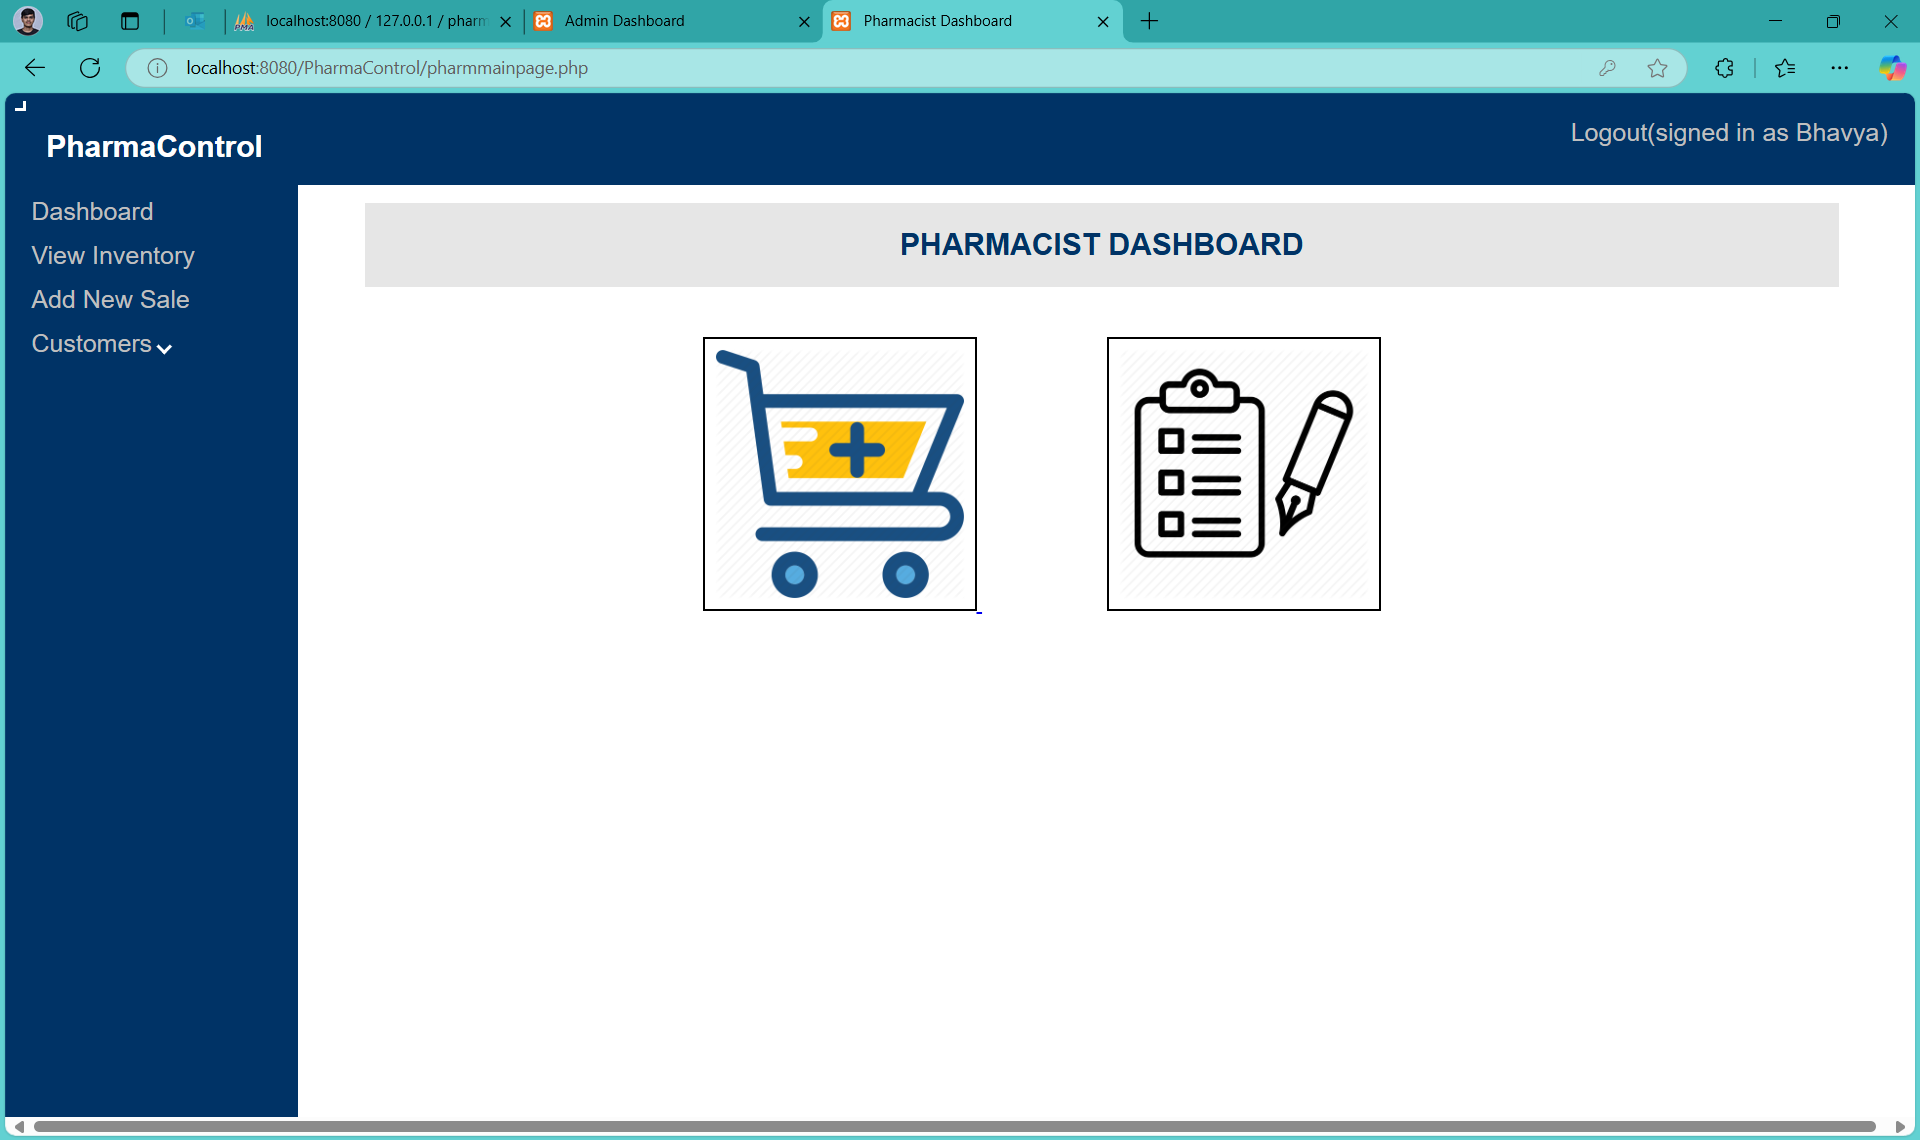 localhost:8080 / 127.0.0.1 / pharm
Admin Dashboard
Pharmacist Dashboard
localhost:8080/PharmaControl/pharmmainpage.php
PharmaControl
Logout(signed in as Bhavya)
Dashboard
View Inventory
Add New Sale
Customers
PHARMACIST DASHBOARD